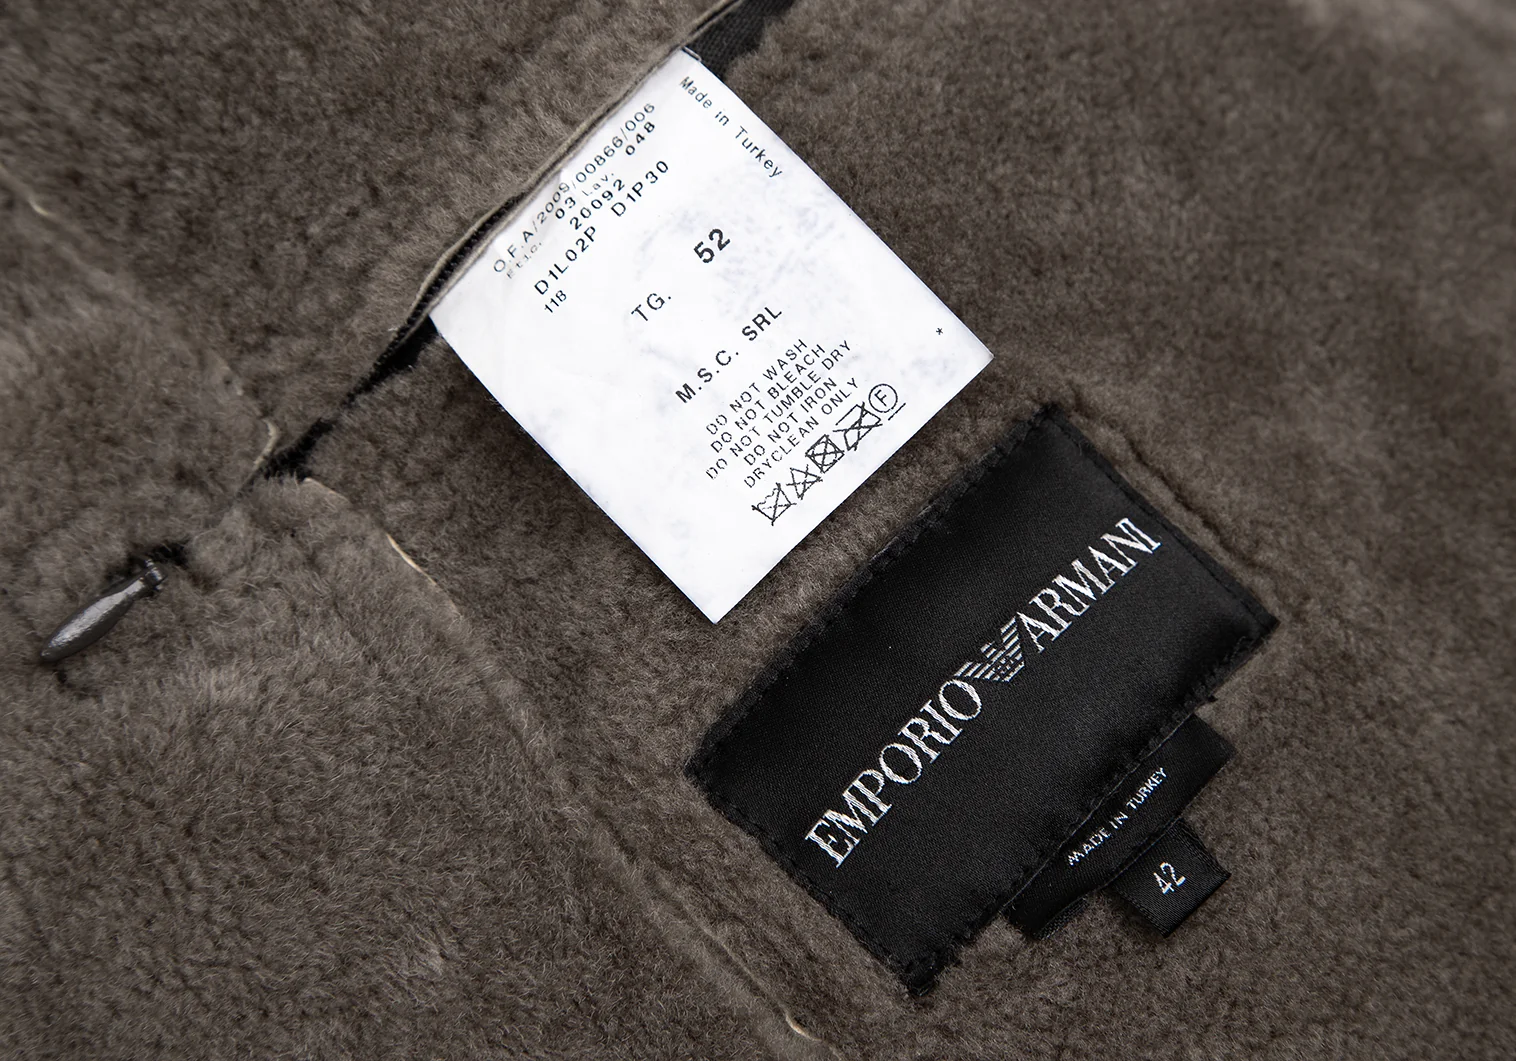 Made in Turkey
O.F.A/2009/00866/006
Etic. 03 Lav. 048
20092
D1L02P D1P30
118
TG. 52
M.S.C. SRL
DO NOT WASH
DO NOT BLEACH
DO NOT TUMBLE DRY
DO NOT IRON
DRYCLEAN ONLY
F
*
EMPORIO ARMANI
MADE IN TURKEY
42